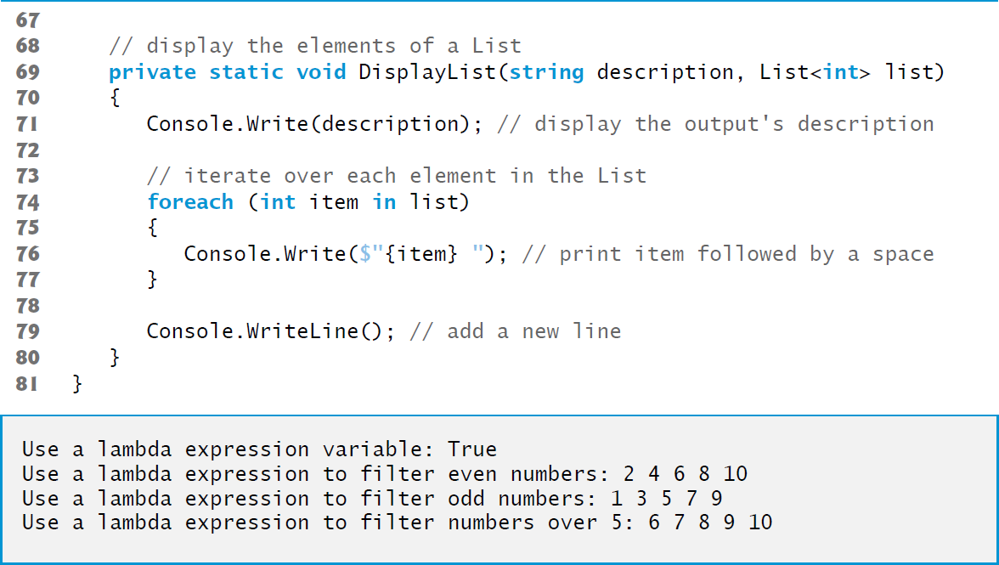 67
68 // display the elements of a List
69 private static void DisplayList(string description, List<int> list)
70 {
71 Console.Write(description); // display the output's description
72
73 // iterate over each element in the List
74 foreach (int item in list)
75 {
76 Console.Write($"{item} "); // print item followed by a space
77 }
78
79 Console.WriteLine(); // add a new line
80 }
81 }
Use a lambda expression variable: True
Use a lambda expression to filter even numbers: 2 4 6 8 10
Use a lambda expression to filter odd numbers: 1 3 5 7 9
Use a lambda expression to filter numbers over 5: 6 7 8 9 10